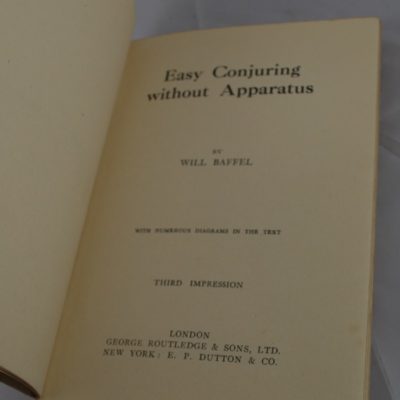 Easy Conjuring
without Apparatus
BY
WILL BAFFEL
WITH NUMEROUS DIAGRAMS IN THE TEXT
THIRD IMPRESSION
LONDON
GEORGE ROUTLEDGE & SONS, LTD.
NEW YORK: E. P. DUTTON & CO.